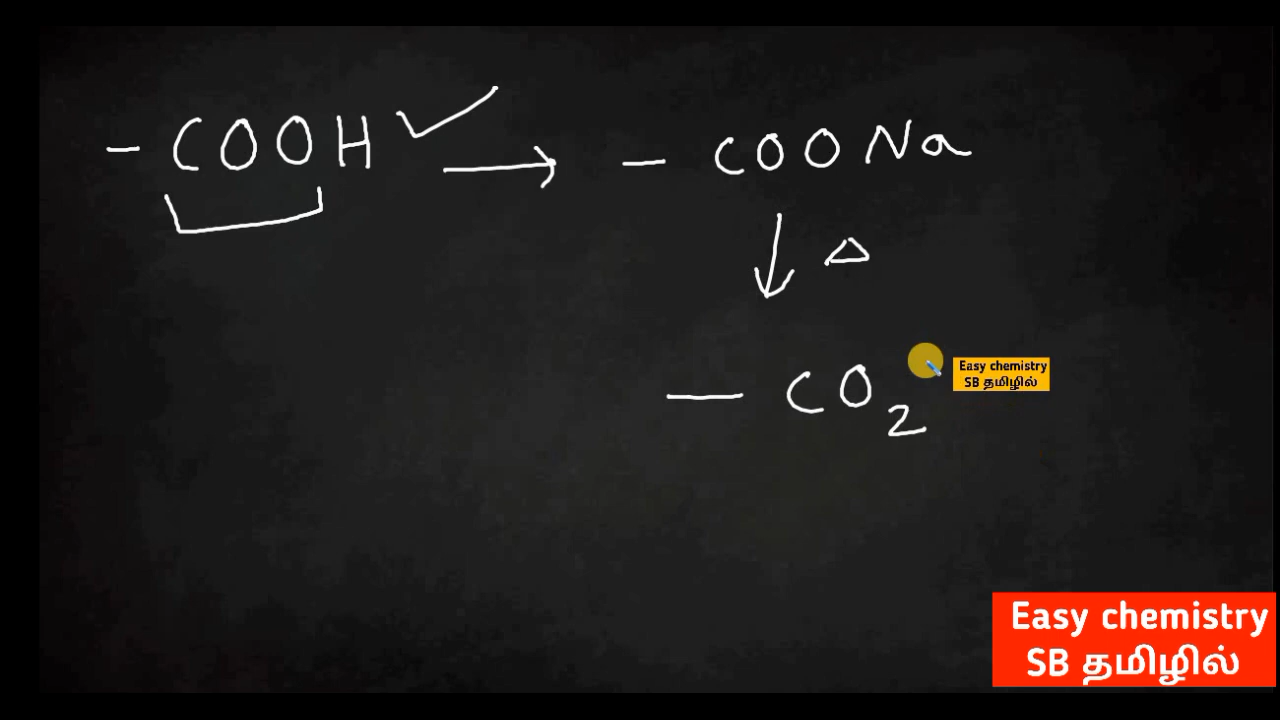 - COOH → - COONa
↓ Δ
- CO2
Easy chemistry
SB தமிழில்
Easy chemistry
SB தமிழில்